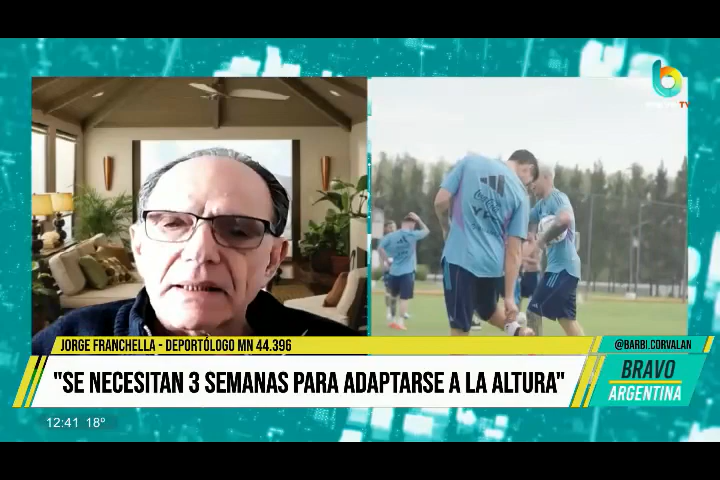 JORGE FRANCHELLA - DEPORTÓLOGO MN 44.396
@BARBI.CORVALAN
"SE NECESITAN 3 SEMANAS PARA ADAPTARSE A LA ALTURA"
BRAVO
ARGENTINA
12:41 18°